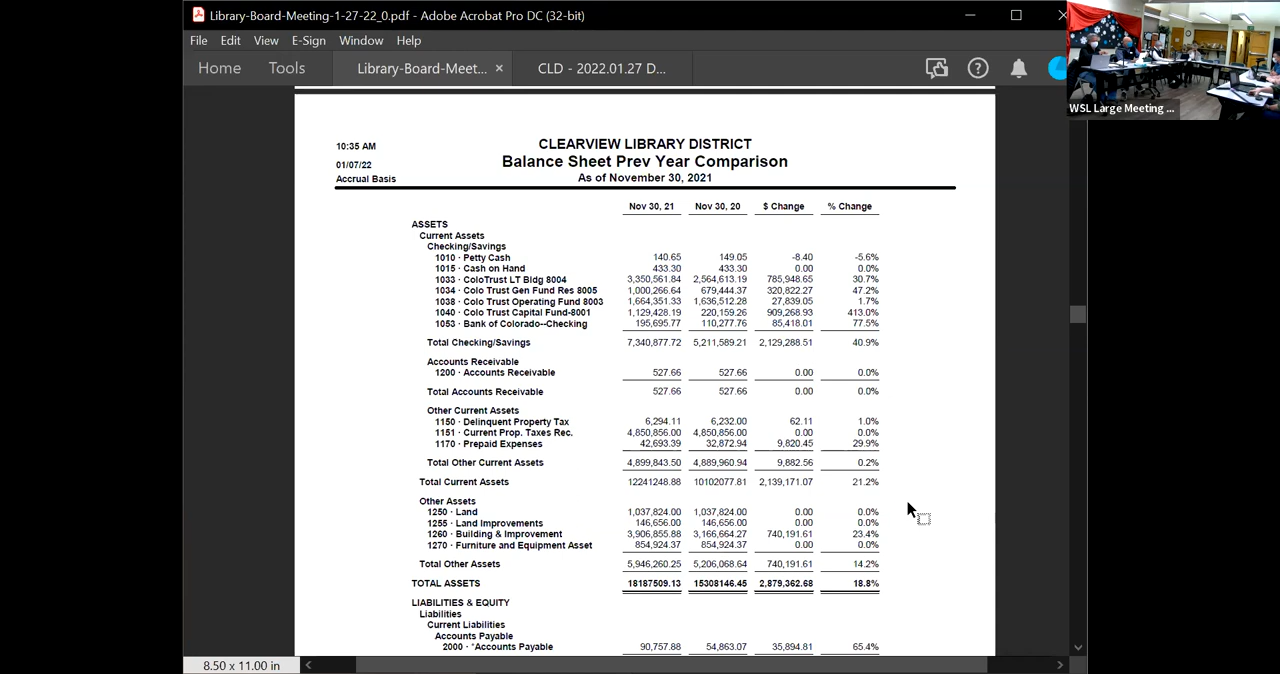 Library-Board-Meeting-1-27-22_0.pdf - Adobe Acrobat Pro DC (32-bit)
File Edit View E-Sign Window Help
Home Tools Library-Board-Meet... × CLD - 2022.01.27 D...
WSL Large Meeting ...
10:35 AM
01/07/22
Accrual Basis
CLEARVIEW LIBRARY DISTRICT
Balance Sheet Prev Year Comparison
As of November 30, 2021
Nov 30, 21 Nov 30, 20 $ Change % Change
ASSETS
Current Assets
Checking/Savings
1010 · Petty Cash 140.65 149.05 -8.40 -5.6%
1015 · Cash on Hand 433.30 433.30 0.00 0.0%
1033 · ColoTrust LT Bldg 8004 3,350,561.84 2,564,613.19 785,948.65 30.7%
1034 · Colo Trust Gen Fund Res 8005 1,000,266.64 679,444.37 320,822.27 47.2%
1038 · Colo Trust Operating Fund 8003 1,664,351.33 1,636,512.28 27,839.05 1.7%
1040 · Colo Trust Capital Fund-8001 1,129,428.19 220,159.26 909,268.93 413.0%
1053 · Bank of Colorado--Checking 195,695.77 110,277.76 85,418.01 77.5%
Total Checking/Savings 7,340,877.72 5,211,589.21 2,129,288.51 40.9%
Accounts Receivable
1200 · Accounts Receivable 527.66 527.66 0.00 0.0%
Total Accounts Receivable 527.66 527.66 0.00 0.0%
Other Current Assets
1150 · Delinquent Property Tax 6,294.11 6,232.00 62.11 1.0%
1151 · Current Prop. Taxes Rec. 4,850,856.00 4,850,856.00 0.00 0.0%
1170 · Prepaid Expenses 42,693.39 32,872.94 9,820.45 29.9%
Total Other Current Assets 4,899,843.50 4,889,960.94 9,882.56 0.2%
Total Current Assets 12241248.88 10102077.81 2,139,171.07 21.2%
Other Assets
1250 · Land 1,037,824.00 1,037,824.00 0.00 0.0%
1255 · Land Improvements 146,656.00 146,656.00 0.00 0.0%
1260 · Building & Improvement 3,906,855.88 3,166,664.27 740,191.61 23.4%
1270 · Furniture and Equipment Asset 854,924.37 854,924.37 0.00 0.0%
Total Other Assets 5,946,260.25 5,206,068.64 740,191.61 14.2%
TOTAL ASSETS 18187509.13 15308146.45 2,879,362.68 18.8%
LIABILITIES & EQUITY
Liabilities
Current Liabilities
Accounts Payable
2000 · *Accounts Payable 90,757.88 54,863.07 35,894.81 65.4%
8.50 x 11.00 in